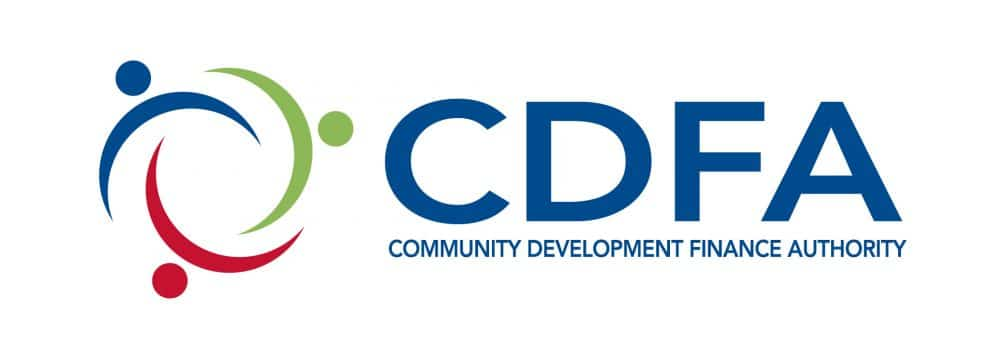 CDFA
COMMUNITY DEVELOPMENT FINANCE AUTHORITY